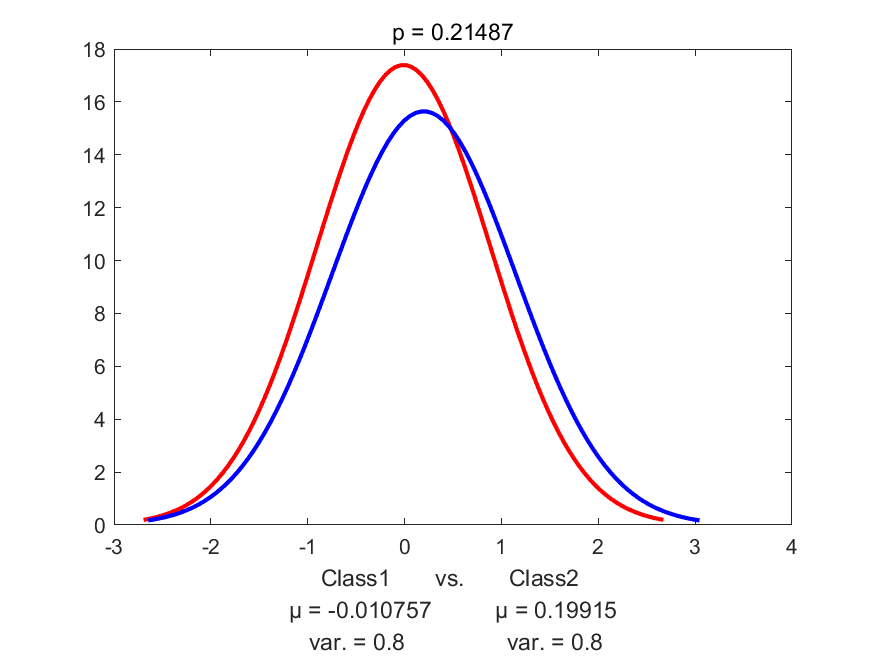 p = 0.21487
18
16
14
12
10
8
6
4
2
0
-3 -2 -1 0 1 2 3 4
Class1 vs. Class2
μ = -0.010757 μ = 0.19915
var. = 0.8 var. = 0.8